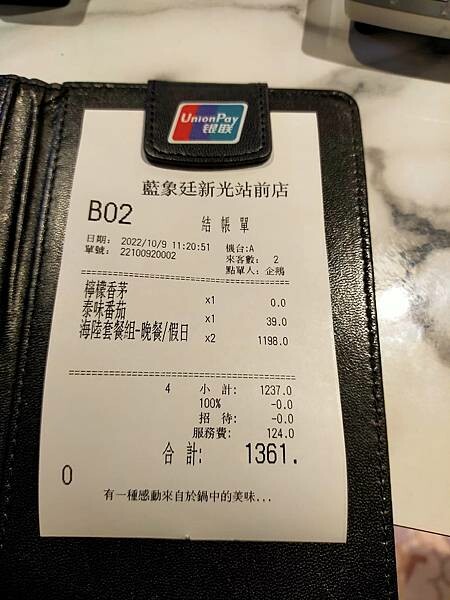 UnionPay
银联
藍象廷新光站前店
B02 結帳單
日期: 2022/10/9 11:20:51 機台:A
單號: 22100920002 來客數: 2
點單人: 企鵝
檸檬香茅 x1 0.0
泰味番茄 x1 39.0
海陸套餐组-晚餐/假日 x2 1198.0
4 小 計: 1237.0
100% -0.0
招 待: -0.0
服務費: 124.0
合 計: 1361.
0
有一種感動來自於鍋中的美味...